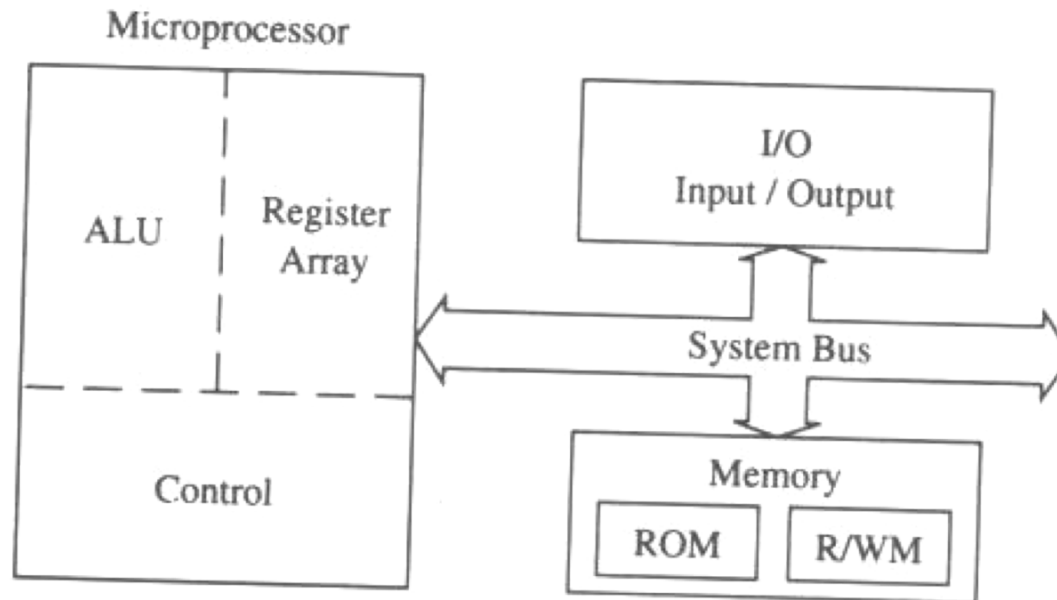 Microprocessor
ALU
Register
Array
Control
I/O
Input / Output
System Bus
Memory
ROM
R/WM